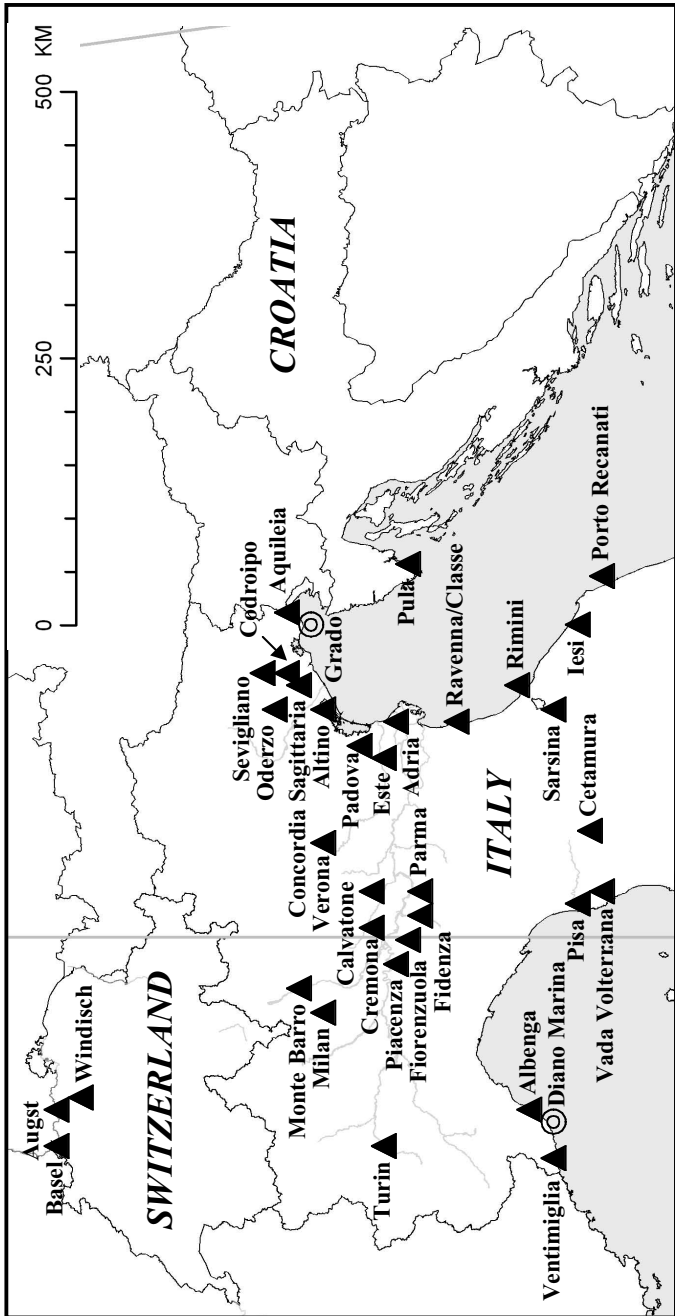 0 250 500 KM
Augst
Basel
Windisch
SWITZERLAND
CROATIA
Sevigliano
Oderzo
Codroipo
Aquileia
Concordia Sagittaria
Grado
Monte Barro
Verona
Altino
Milan
Calvatone
Padova
Cremona
Este
Turin
Piacenza
Adria
Pula
Fiorenzuola
Parma
Fidenza
Ravenna/Classe
ITALY
Rimini
Albenga
Diano Marina
Ventimiglia
Sarsina
Iesi
Pisa
Cetamura
Vada Volterrana
Porto Recanati